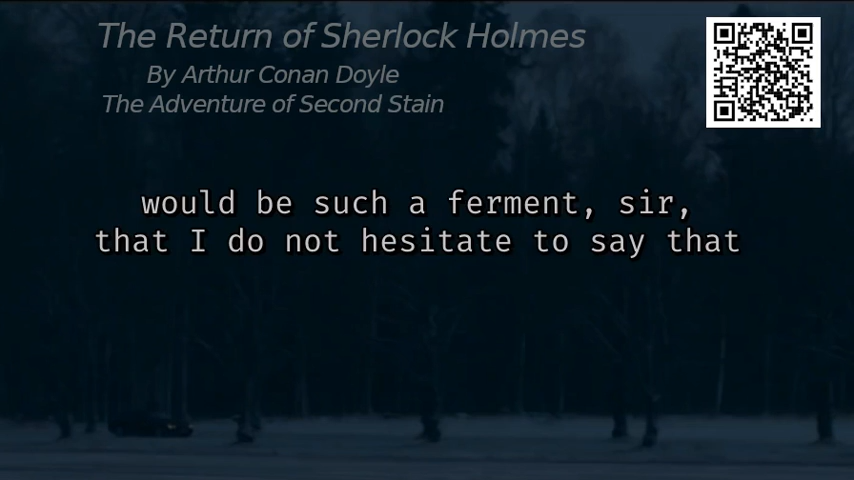 The Return of Sherlock Holmes
By Arthur Conan Doyle
The Adventure of Second Stain
would be such a ferment, sir,
that I do not hesitate to say that